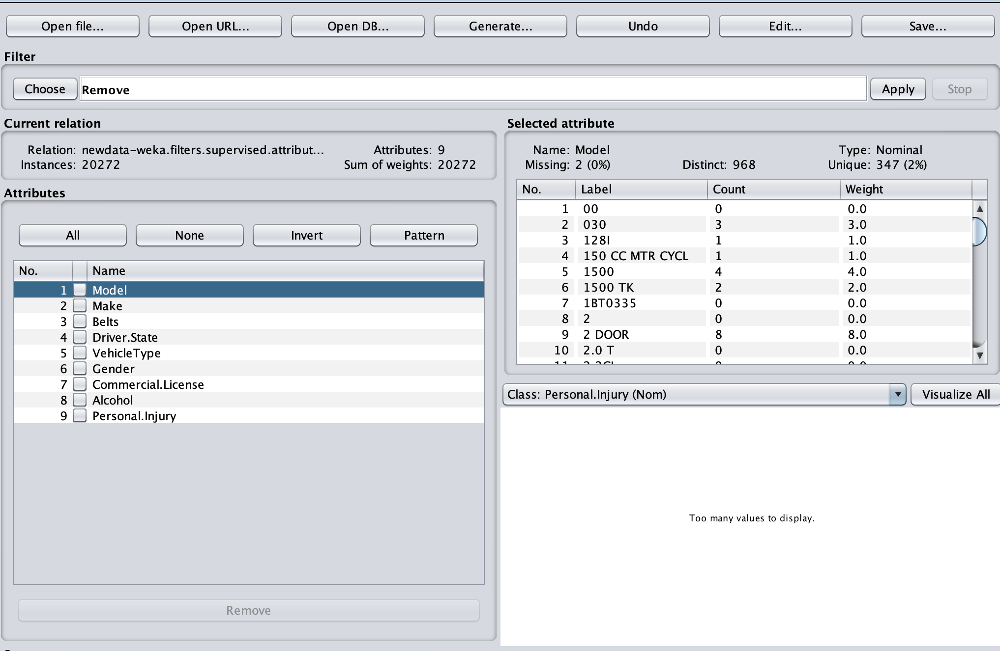 Open file... Open URL... Open DB... Generate... Undo Edit... Save...
Filter
Choose Remove Apply Stop
Current relation
Relation: newdata-weka.filters.supervised.attribut... Attributes: 9
Instances: 20272 Sum of weights: 20272
Attributes
All None Invert Pattern
No. Name
1 Model
2 Make
3 Belts
4 Driver.State
5 VehicleType
6 Gender
7 Commercial.License
8 Alcohol
9 Personal.Injury
Remove
Selected attribute
Name: Model Type: Nominal
Missing: 2 (0%) Distinct: 968 Unique: 347 (2%)
No. Label Count Weight
1 00 0 0.0
2 030 3 3.0
3 128I 1 1.0
4 150 CC MTR CYCL 1 1.0
5 1500 4 4.0
6 1500 TK 2 2.0
7 1BT0335 0 0.0
8 2 0 0.0
9 2 DOOR 8 8.0
10 2.0 T 0 0.0
Class: Personal.Injury (Nom) Visualize All
Too many values to display.